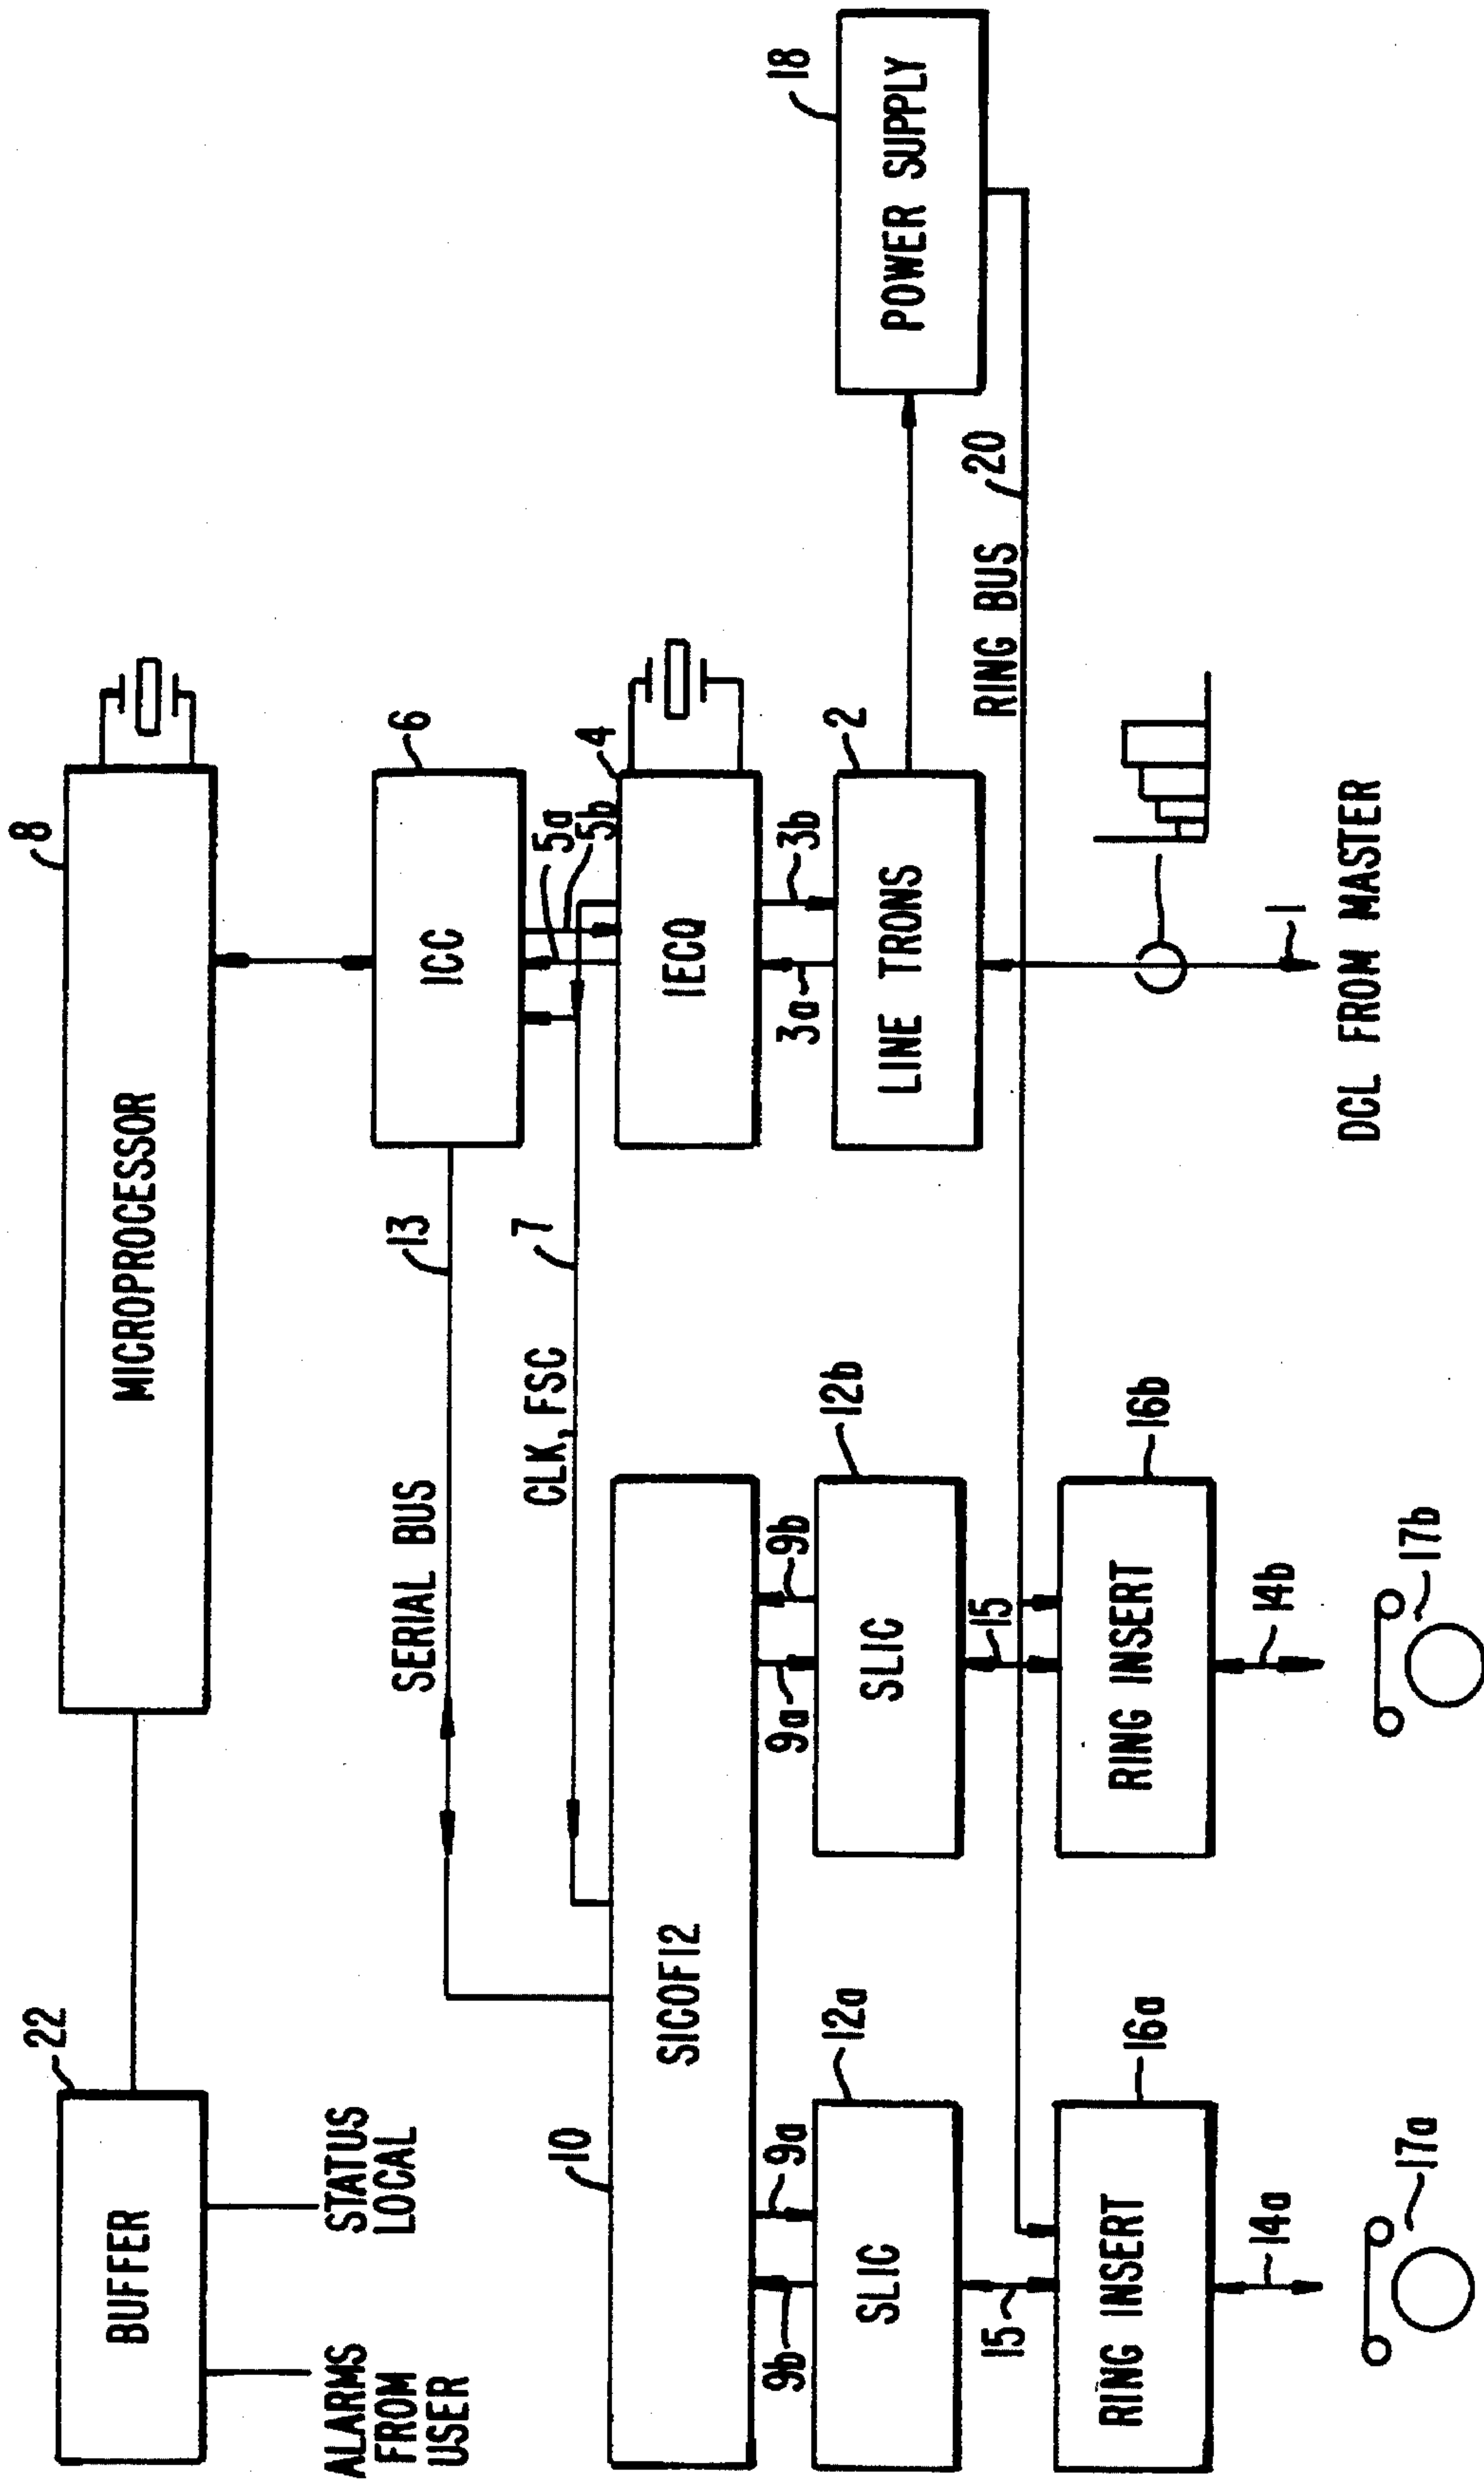 22
8
BUFFER
MICROPROCESSOR
ALARMS
FROM
USER
STATUS
LOCAL
SERIAL BUS
13
6
ICC
CLK, FSC
7
5a
5b
4
10
SICOFI2
IECQ
9b
9a
9a
9b
3a
3b
12a
12b
2
18
SLIC
SLIC
LINE TRONS
POWER SUPPLY
15
15
RING BUS
20
16a
16b
RING INSERT
RING INSERT
14a
14b
1
17a
17b
DCL FROM MASTER